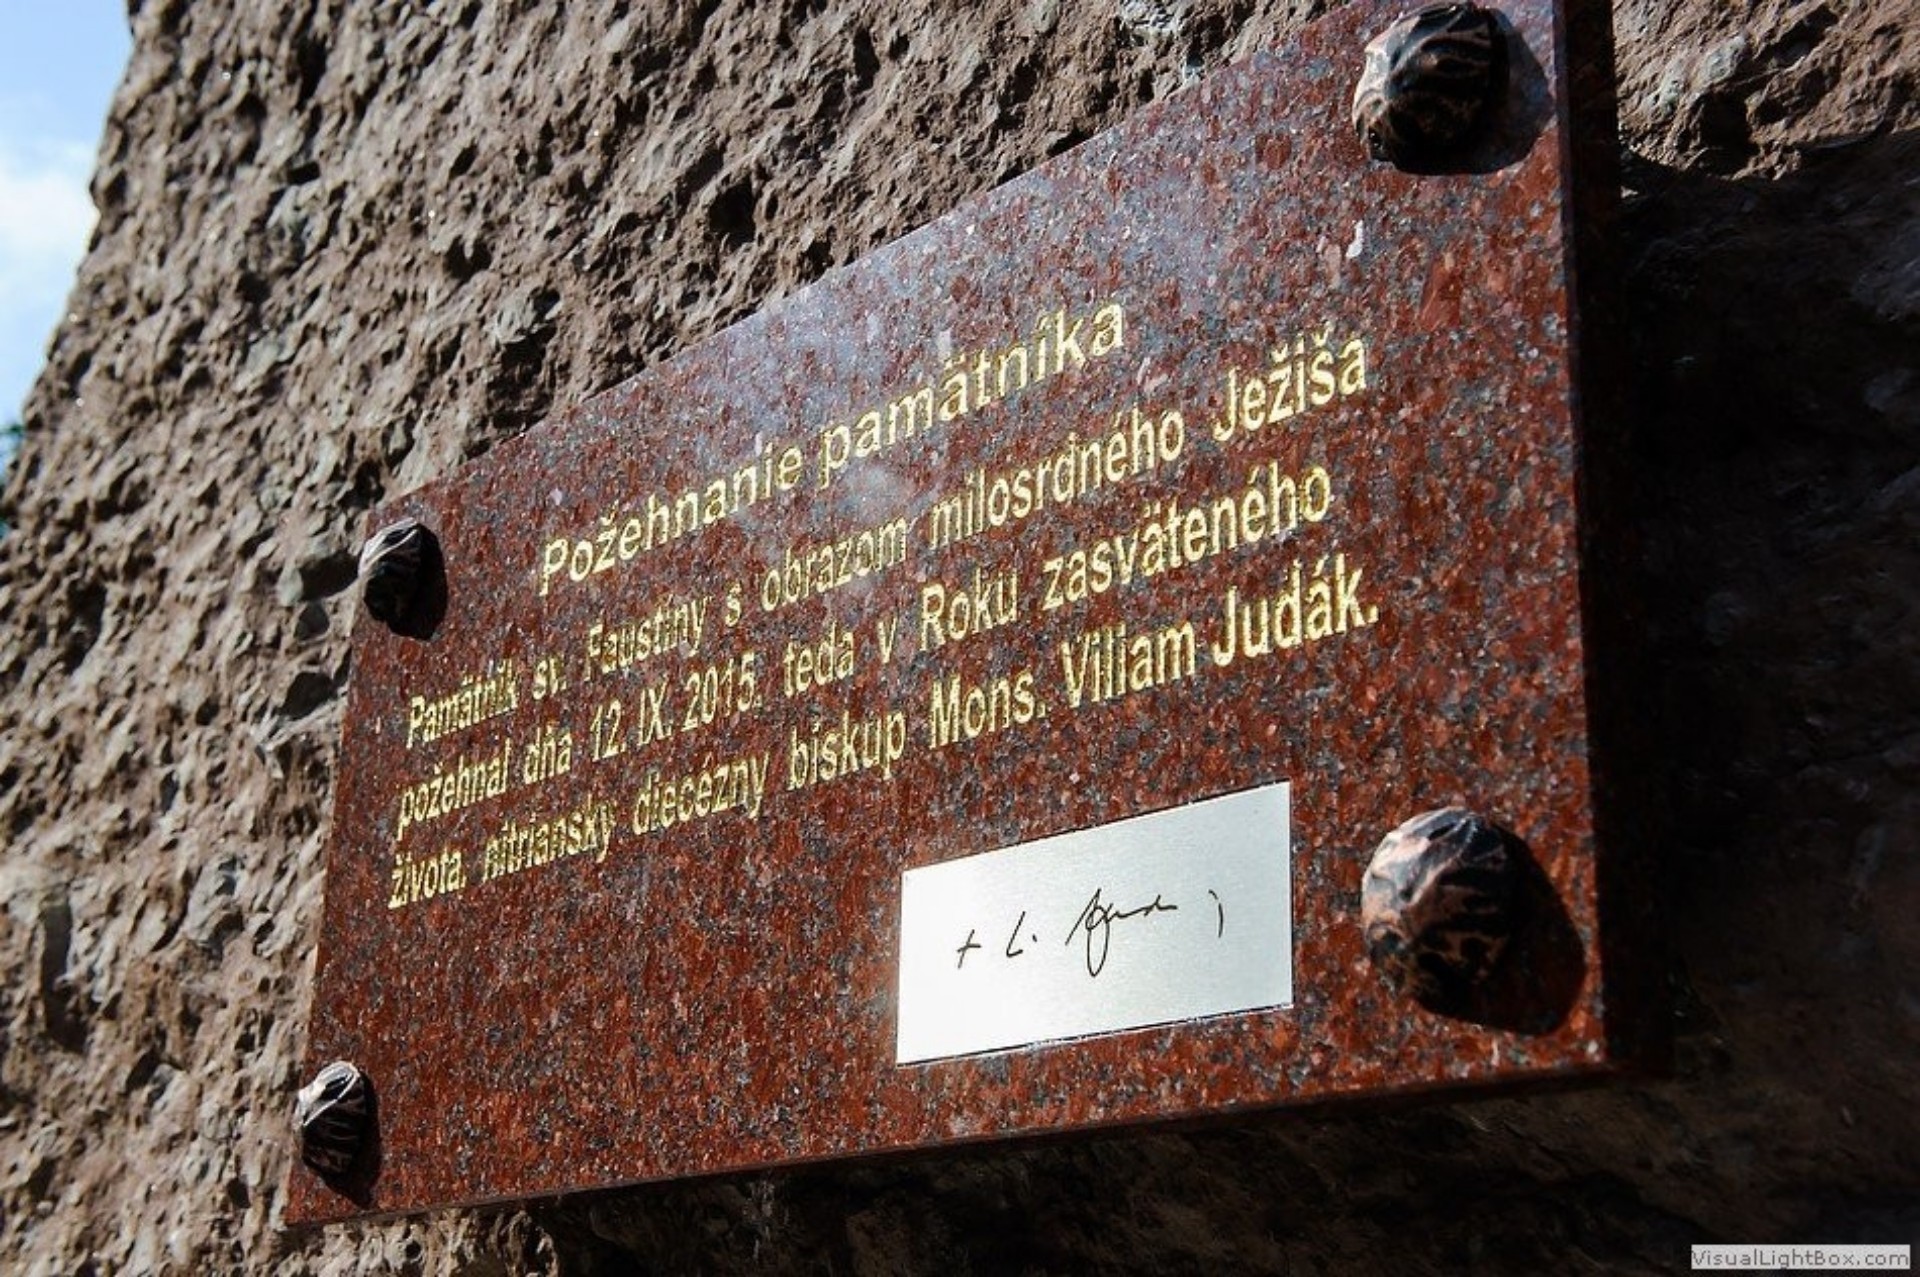 Požehnanie pamätníka
Pamätník sv. Faustíny s obrazom milosrdného Ježiša
požehnal dňa 12. IX. 2015, teda v Roku zasväteného
života, nitriansky diecézny biskup Mons. Viliam Judák.
VisualLightBox.com